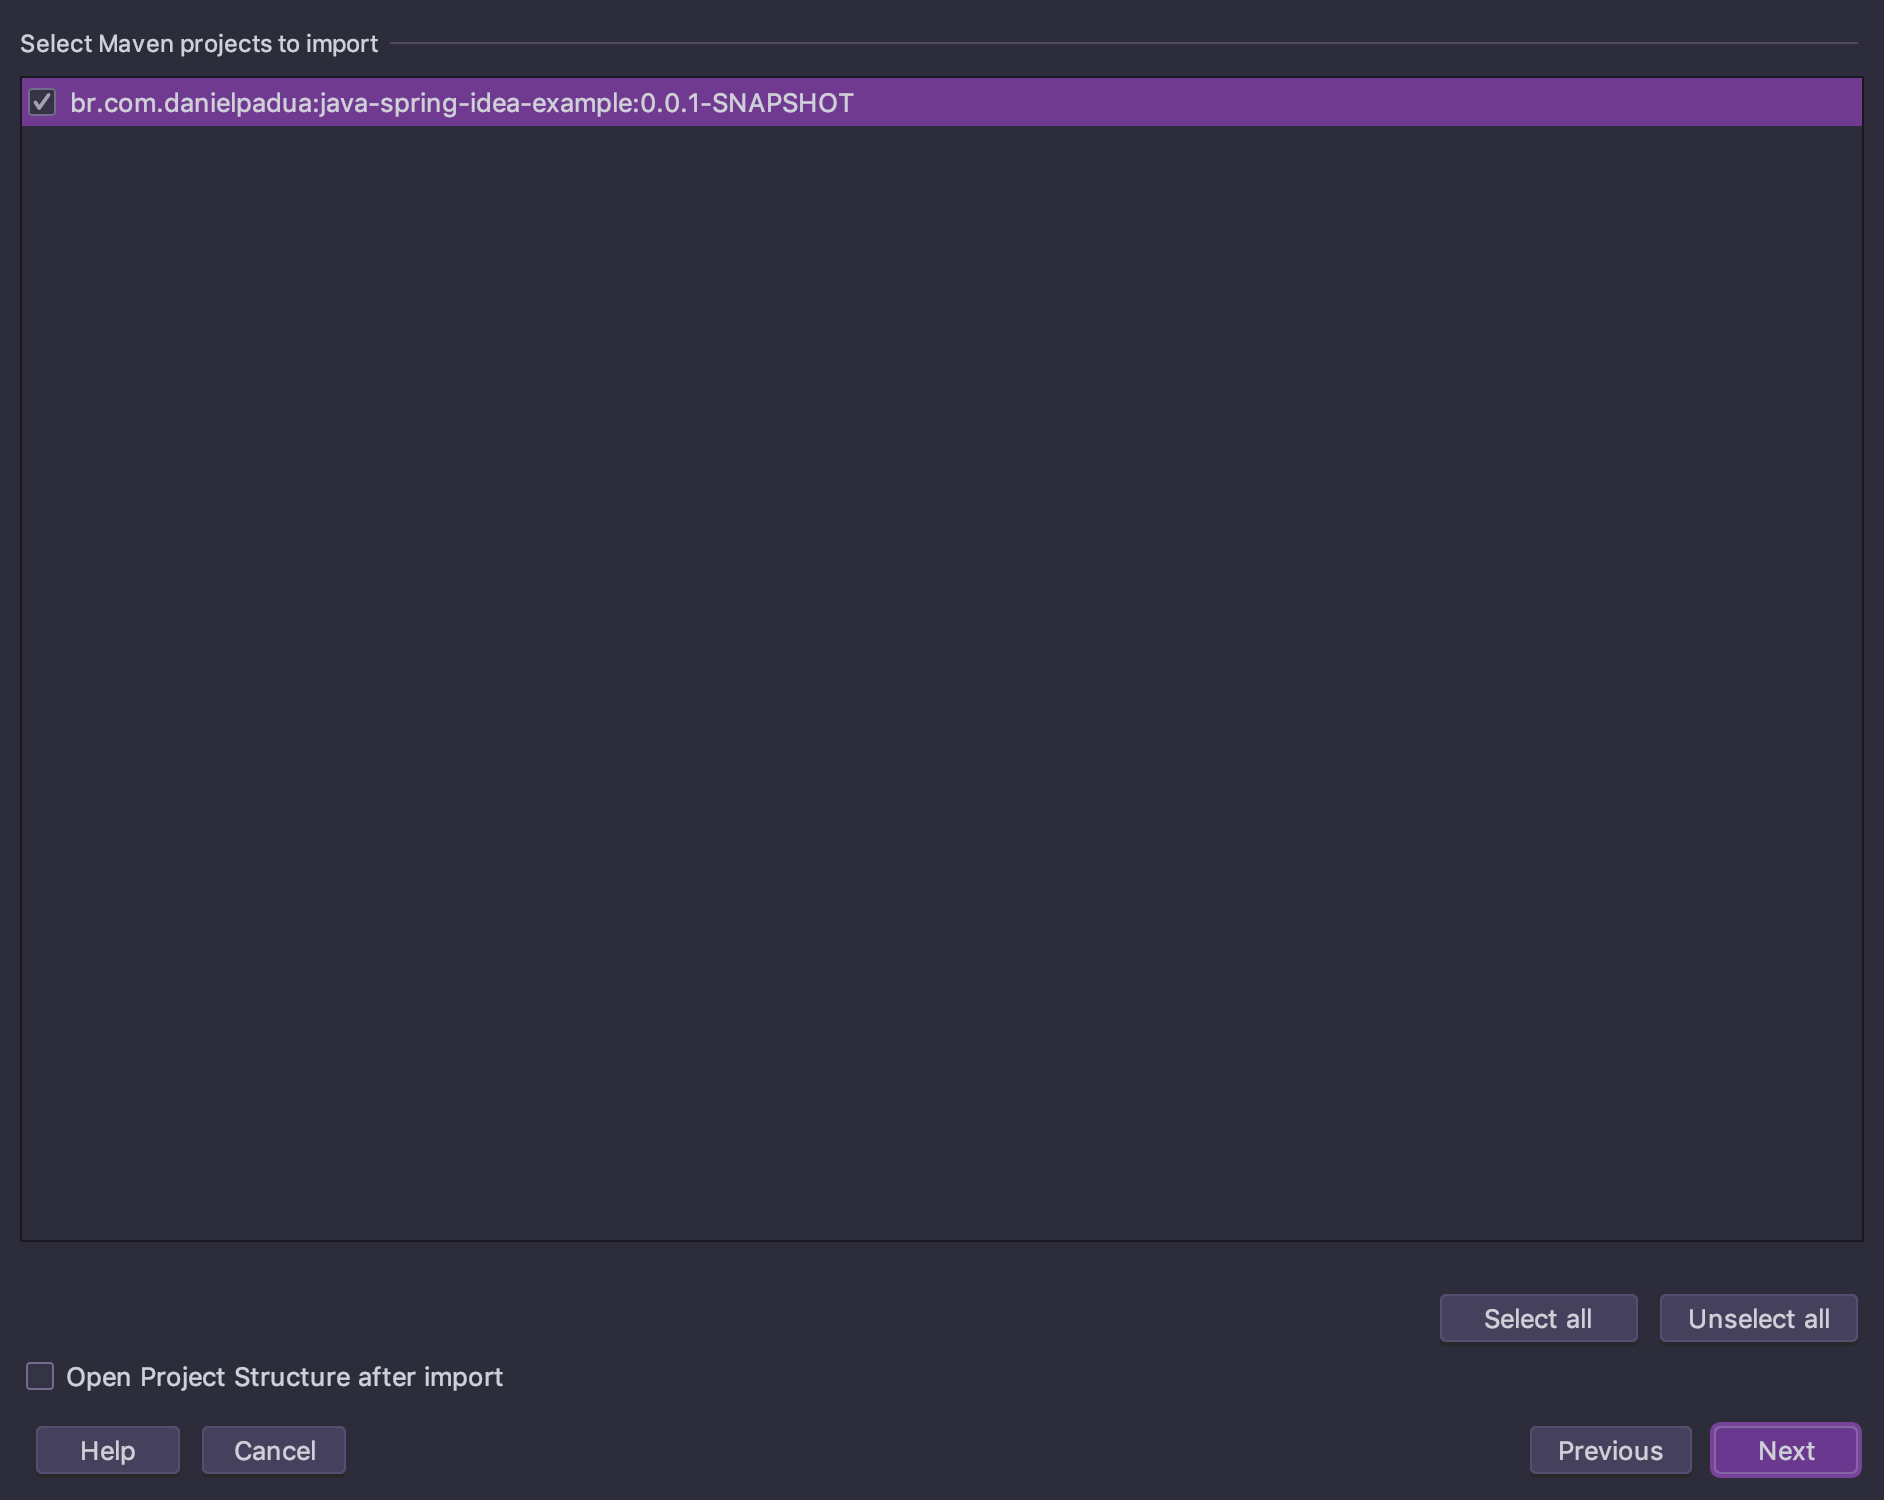 Select Maven projects to import
br.com.danielpadua:java-spring-idea-example:0.0.1-SNAPSHOT
Select all
Unselect all
Open Project Structure after import
Help
Cancel
Previous
Next